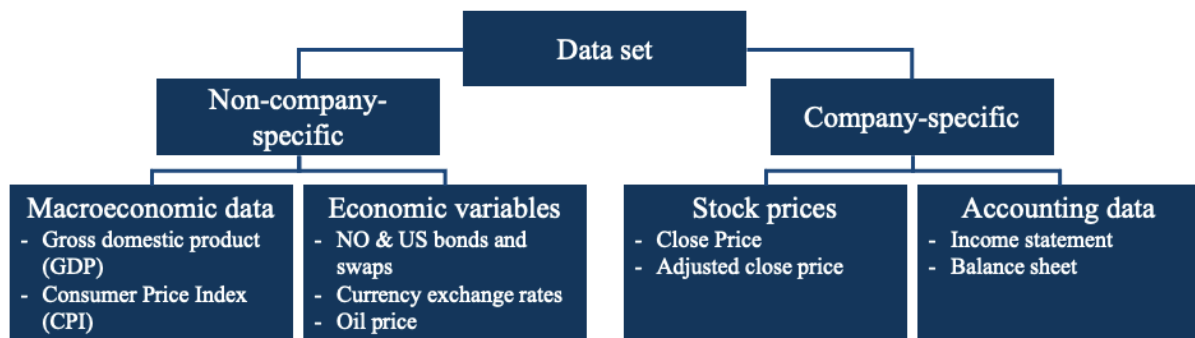 Data set
Non-company-
specific
Company-specific
Macroeconomic data
- Gross domestic product
(GDP)
- Consumer Price Index
(CPI)
Economic variables
- NO & US bonds and
swaps
- Currency exchange rates
- Oil price
Stock prices
- Close Price
- Adjusted close price
Accounting data
- Income statement
- Balance sheet